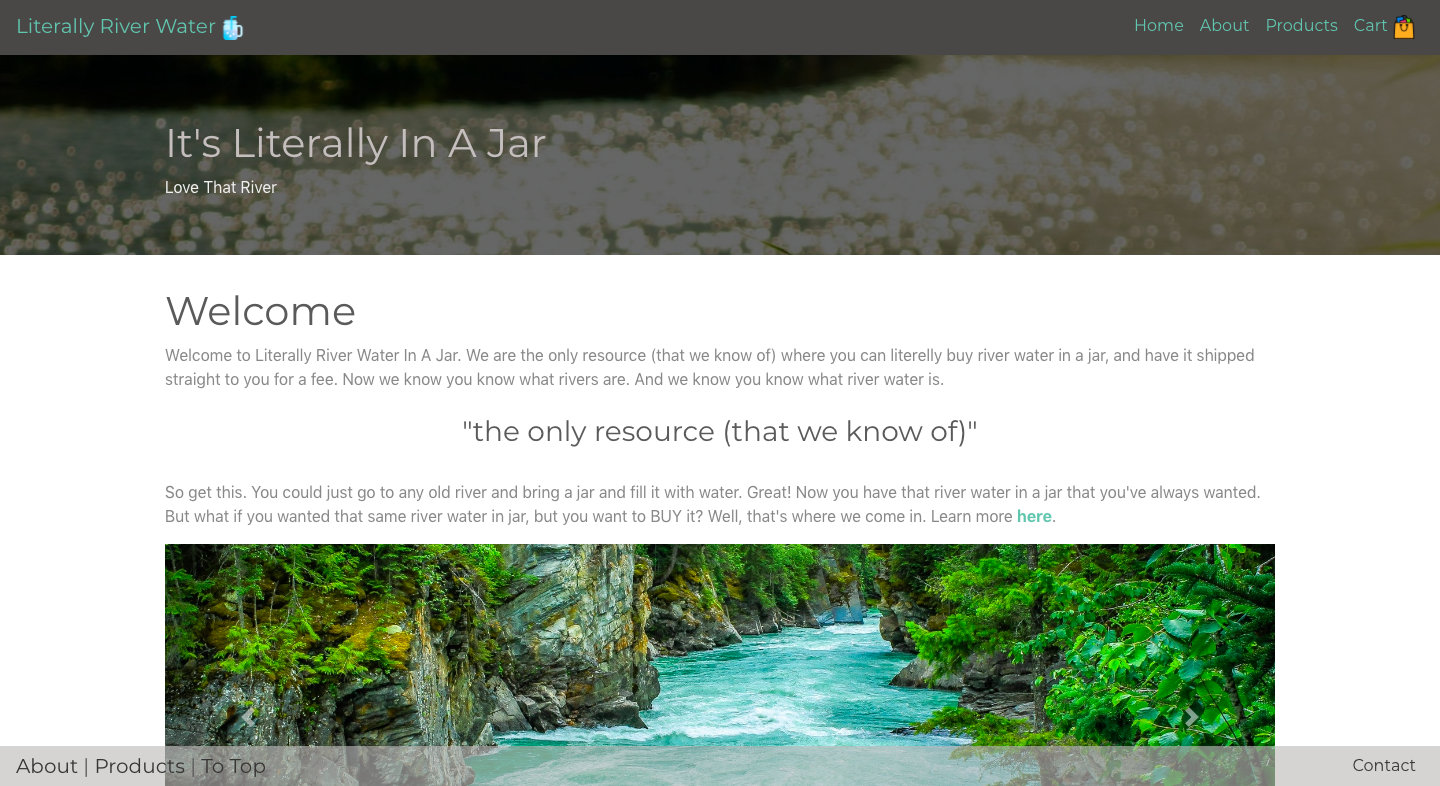 Literally River Water
Home About Products Cart
It's Literally In A Jar
Love That River
Welcome
Welcome to Literally River Water In A Jar. We are the only resource (that we know of) where you can literelly buy river water in a jar, and have it shipped
straight to you for a fee. Now we know you know what rivers are. And we know you know what river water is.
"the only resource (that we know of)"
So get this. You could just go to any old river and bring a jar and fill it with water. Great! Now you have that river water in a jar that you've always wanted.
But what if you wanted that same river water in jar, but you want to BUY it? Well, that's where we come in. Learn more here.
About | Products | To Top
Contact